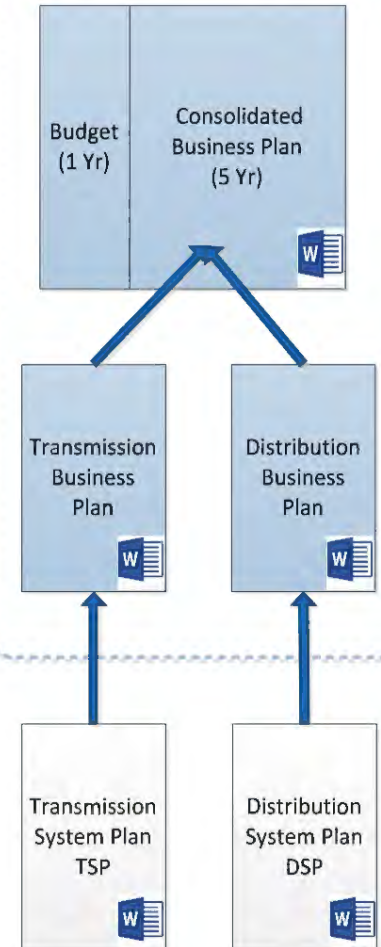 Budget
(1 Yr)
Consolidated
Business Plan
(5 Yr)
W
Transmission
Business
Plan
W
Distribution
Business
Plan
W
Transmission
System Plan
TSP
W
Distribution
System Plan
DSP
W